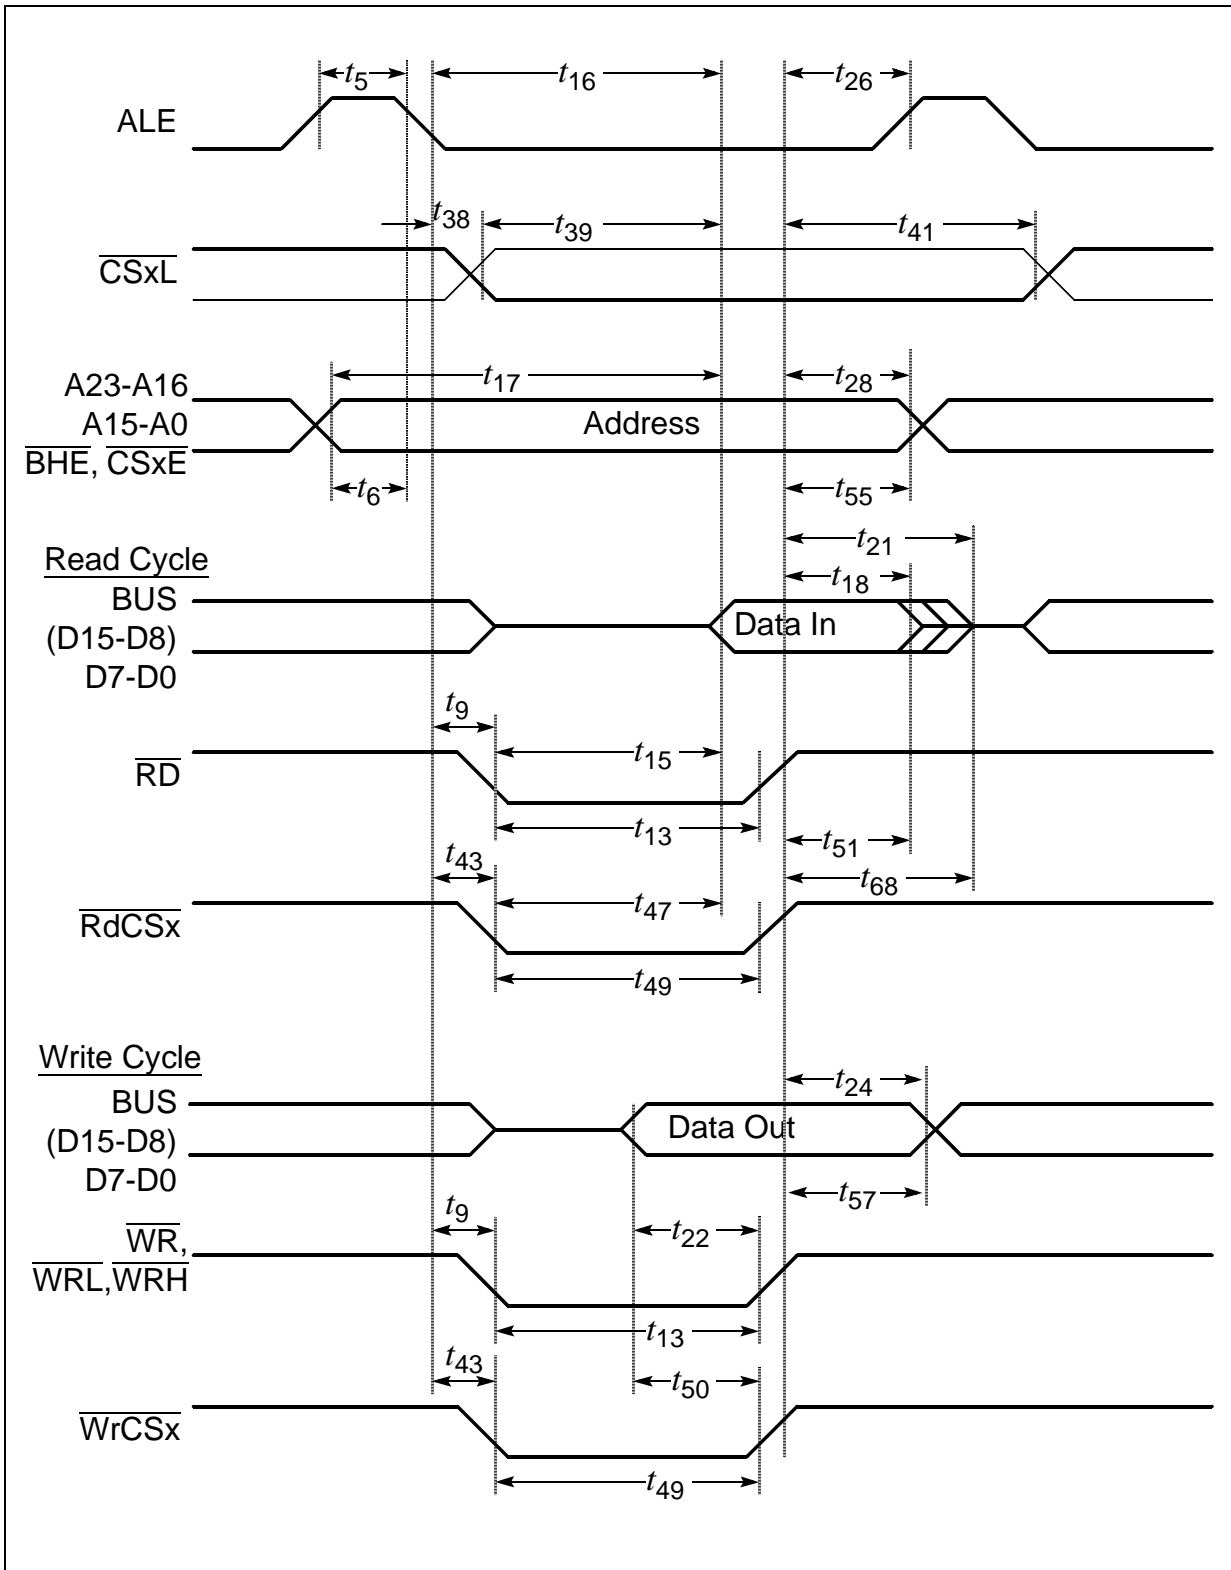 t5 t16 t26
ALE
t38 t39 t41
CSxL
t17 t28
A23-A16
A15-A0
Address
BHE, CSxE
t6 t55
t21
Read Cycle
t18
BUS
(D15-D8)
Data In
D7-D0
t9
t15
RD
t13 t51
t43 t68
t47
RdCSx
t49
Write Cycle
t24
BUS
(D15-D8)
Data Out
D7-D0
t57
t9 t22
WR,
WRL,WRH
t13
t43 t50
WrCSx
t49